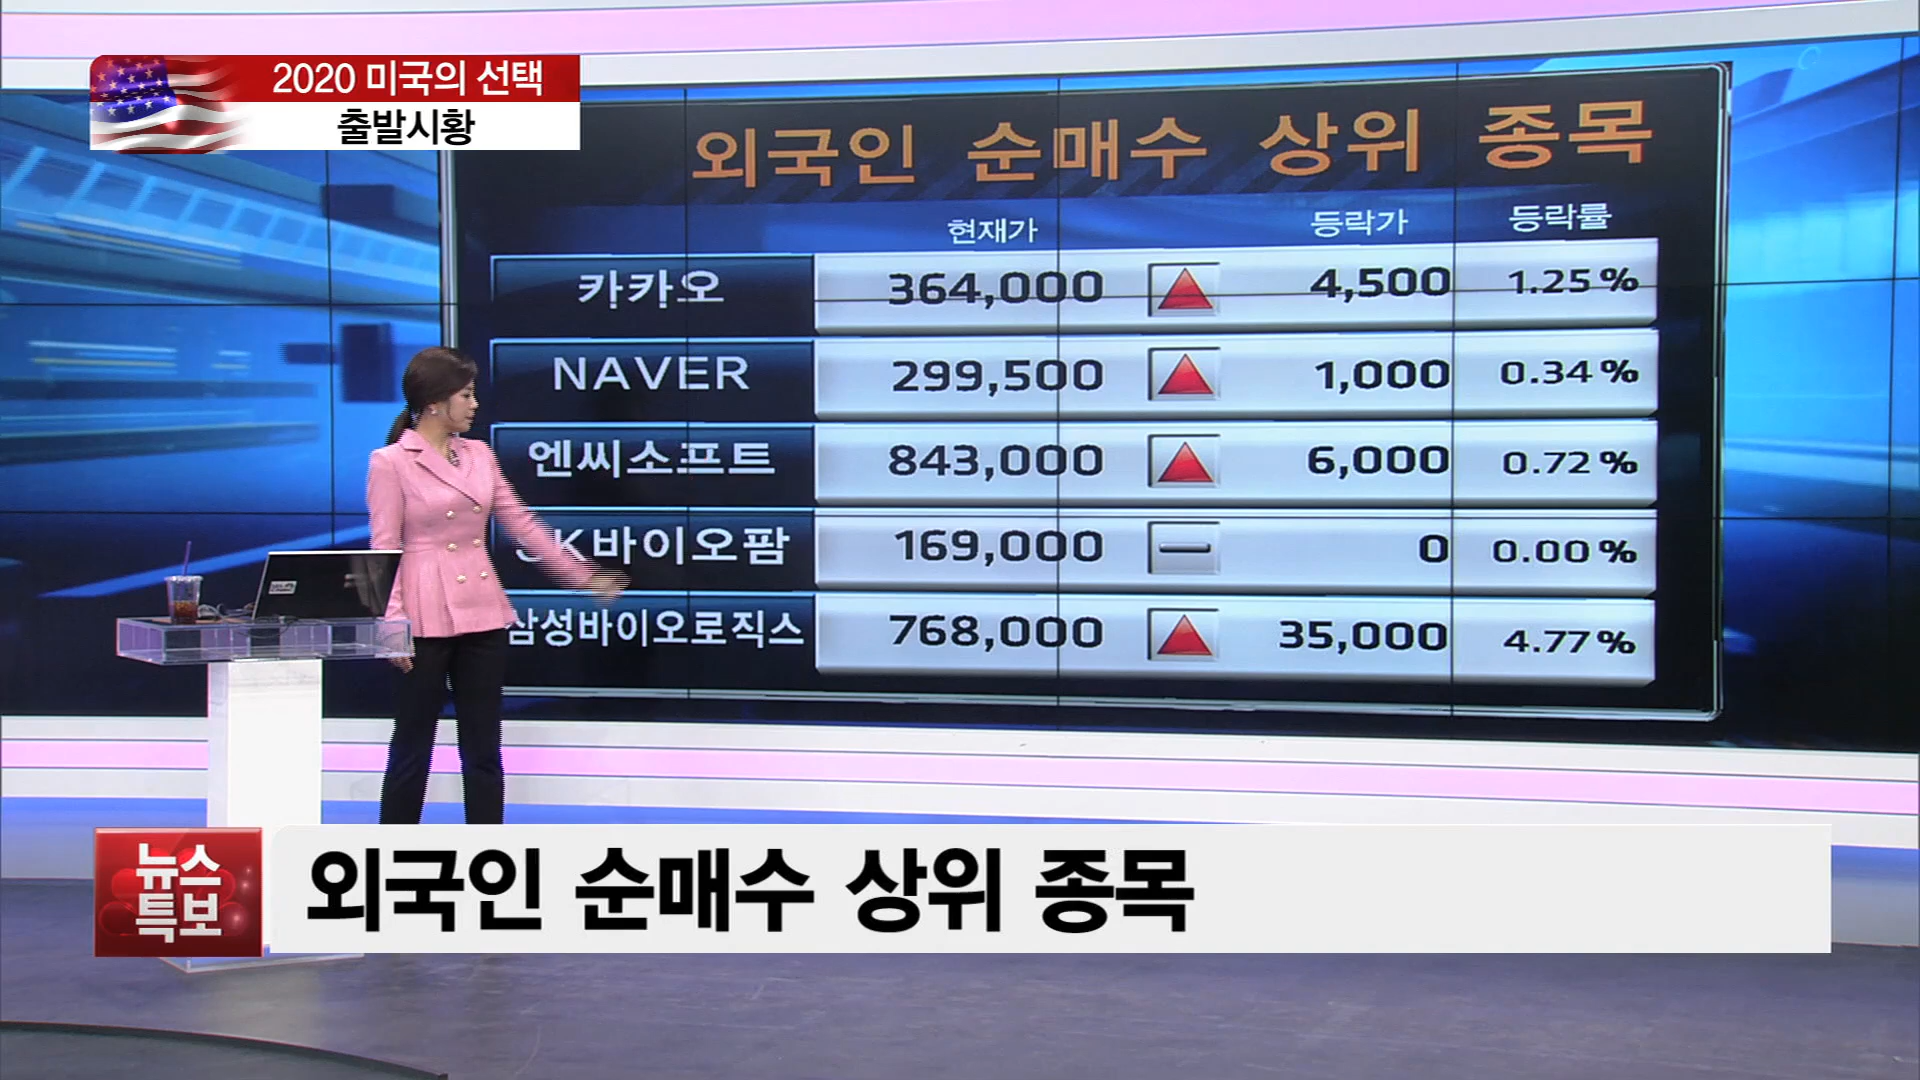 2020 미국의 선택
출발시황
외국인 순매수 상위 종목
현재가 등락가 등락률
카카오 364,000 4,500 1.25%
NAVER 299,500 1,000 0.34%
엔씨소프트 843,000 6,000 0.72%
SK바이오팜 169,000 0 0.00%
삼성바이오로직스 768,000 35,000 4.77%
뉴스
특보
외국인 순매수 상위 종목